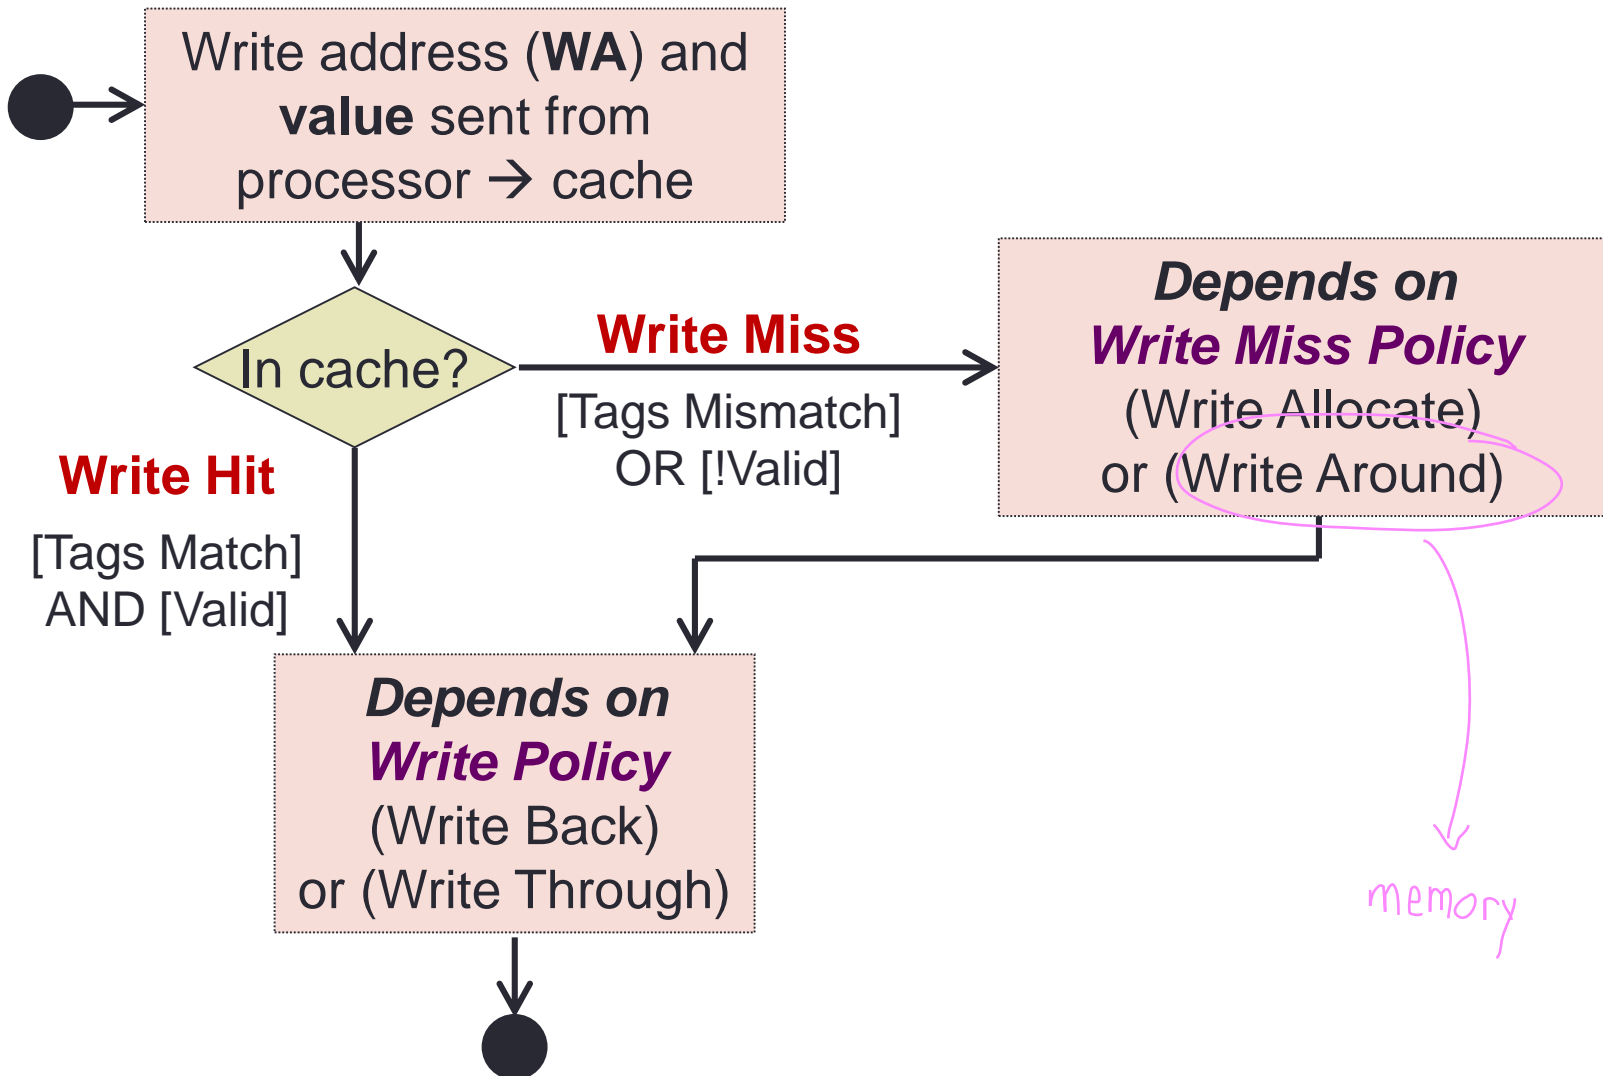 Write address (WA) and
value sent from
processor → cache
In cache?
Write Miss
[Tags Mismatch]
OR [!Valid]
Depends on
Write Miss Policy
(Write Allocate)
or (Write Around)
Write Hit
[Tags Match]
AND [Valid]
Depends on
Write Policy
(Write Back)
or (Write Through)
memory